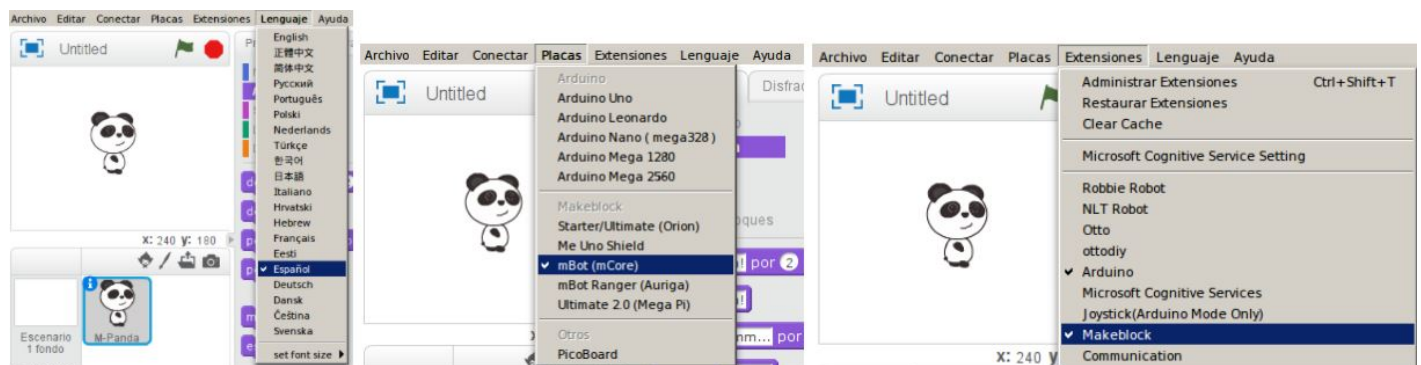 Archivo Editar Conectar Placas Extensiones Lenguaje Ayuda
Untitled
English
正體中文
简体中文
Русский
Português
Polski
Nederlands
Türkçe
한국어
日本語
Italiano
Hrvatski
Hebrew
Français
Eesti
Español
Deutsch
Dansk
Čeština
Svenska
set font size
X: 240 y: 180
Escenario
1 fondo
M-Panda
Archivo Editar Conectar Placas Extensiones Lenguaje Ayuda
Untitled
Arduino
Arduino Uno
Arduino Leonardo
Arduino Nano ( mega328 )
Arduino Mega 1280
Arduino Mega 2560
Makeblock
Starter/Ultimate (Orion)
Me Uno Shield
mBot (mCore)
mBot Ranger (Auriga)
Ultimate 2.0 (Mega Pi)
Otros
PicoBoard
por 2
por
Archivo Editar Conectar Placas Extensiones Lenguaje Ayuda
Untitled
Administrar Extensiones Ctrl+Shift+T
Restaurar Extensiones
Clear Cache
Microsoft Cognitive Service Setting
Robbie Robot
NLT Robot
Otto
ottodiy
Arduino
Microsoft Cognitive Services
Joystick(Arduino Mode Only)
Makeblock
Communication
X: 240 y